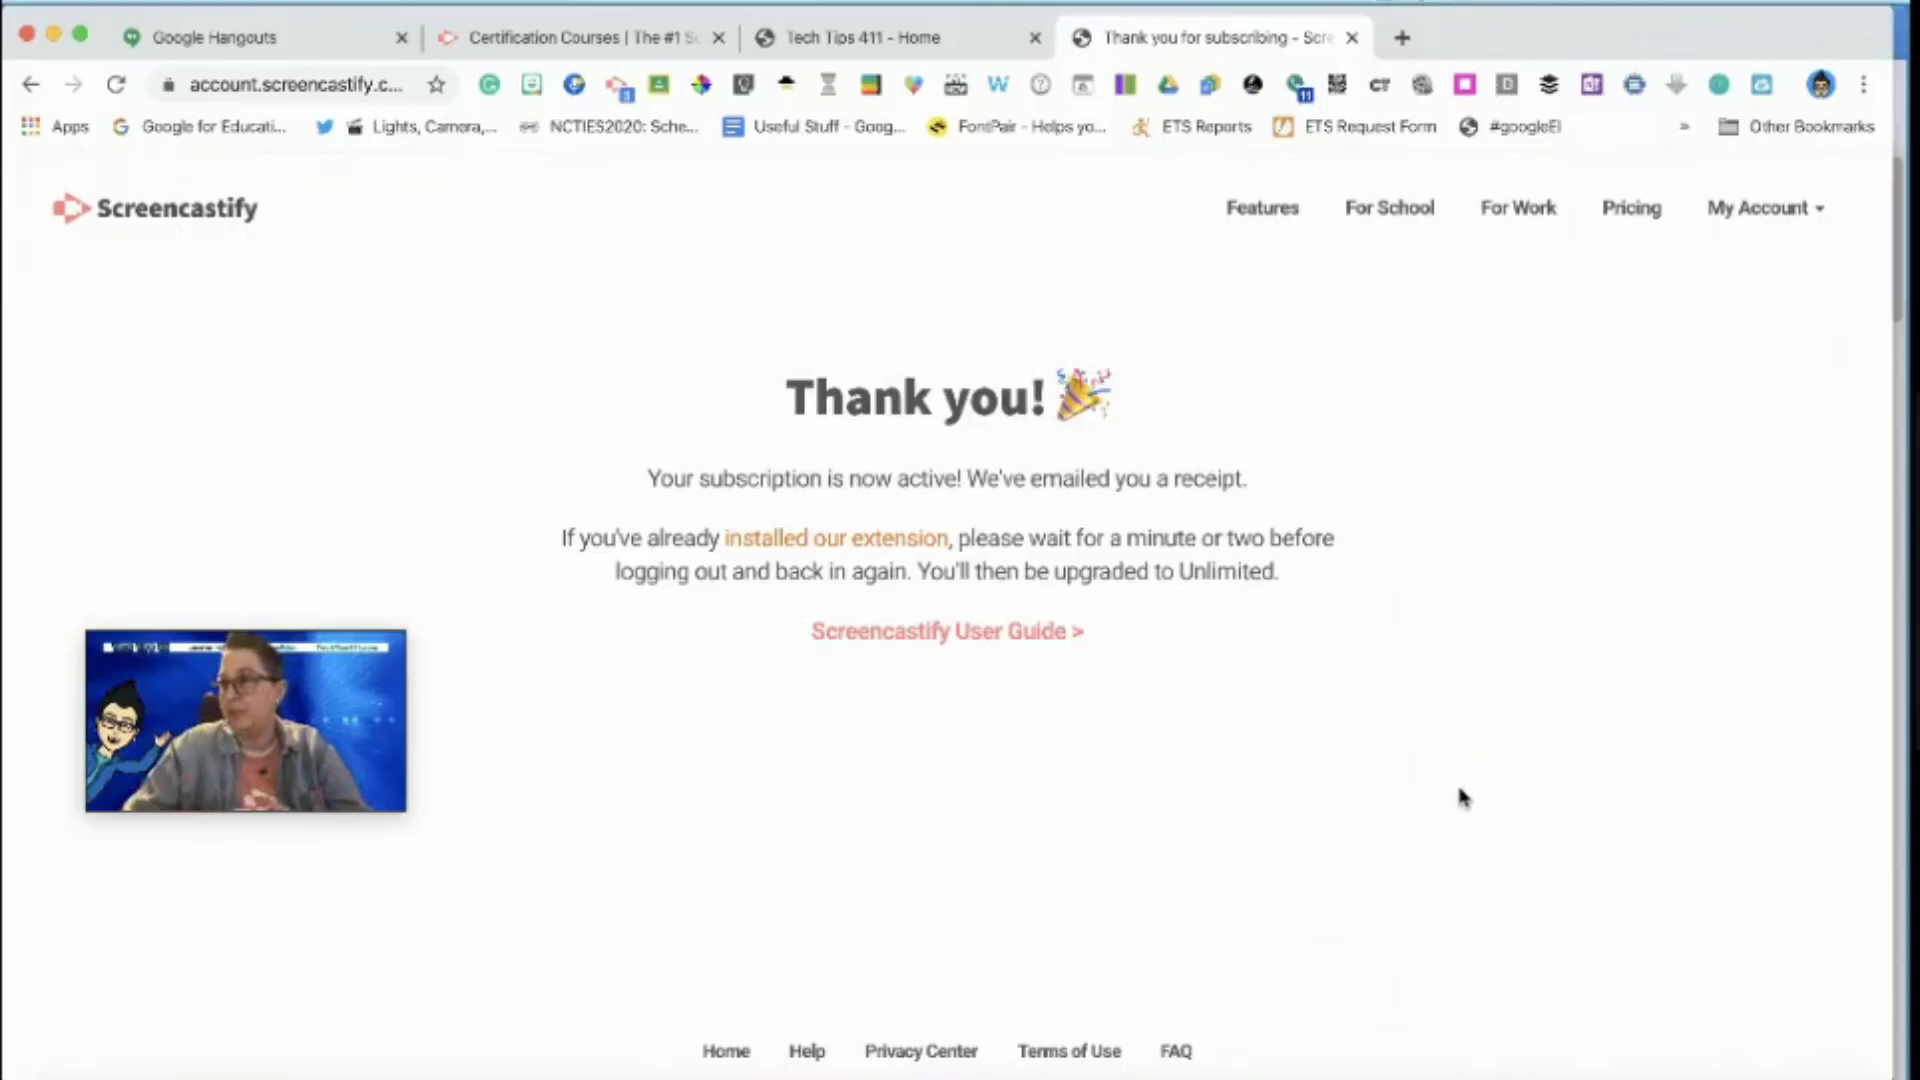 Google Hangouts
Certification Courses | The #1 Sc
Tech Tips 411 - Home
Thank you for subscribing - Scre
account.screencastify.c...
11
CT
Apps
Google for Educati...
Lights, Camera,...
NCTIES2020: Sche...
Useful Stuff - Goog...
FontPair - Helps yo...
ETS Reports
ETS Request Form
#googleEI
»
Other Bookmarks
Screencastify
Features
For School
For Work
Pricing
My Account
Thank you!
Your subscription is now active! We've emailed you a receipt.
If you've already installed our extension, please wait for a minute or two before
logging out and back in again. You'll then be upgraded to Unlimited.
Screencastify User Guide >
Home
Help
Privacy Center
Terms of Use
FAQ